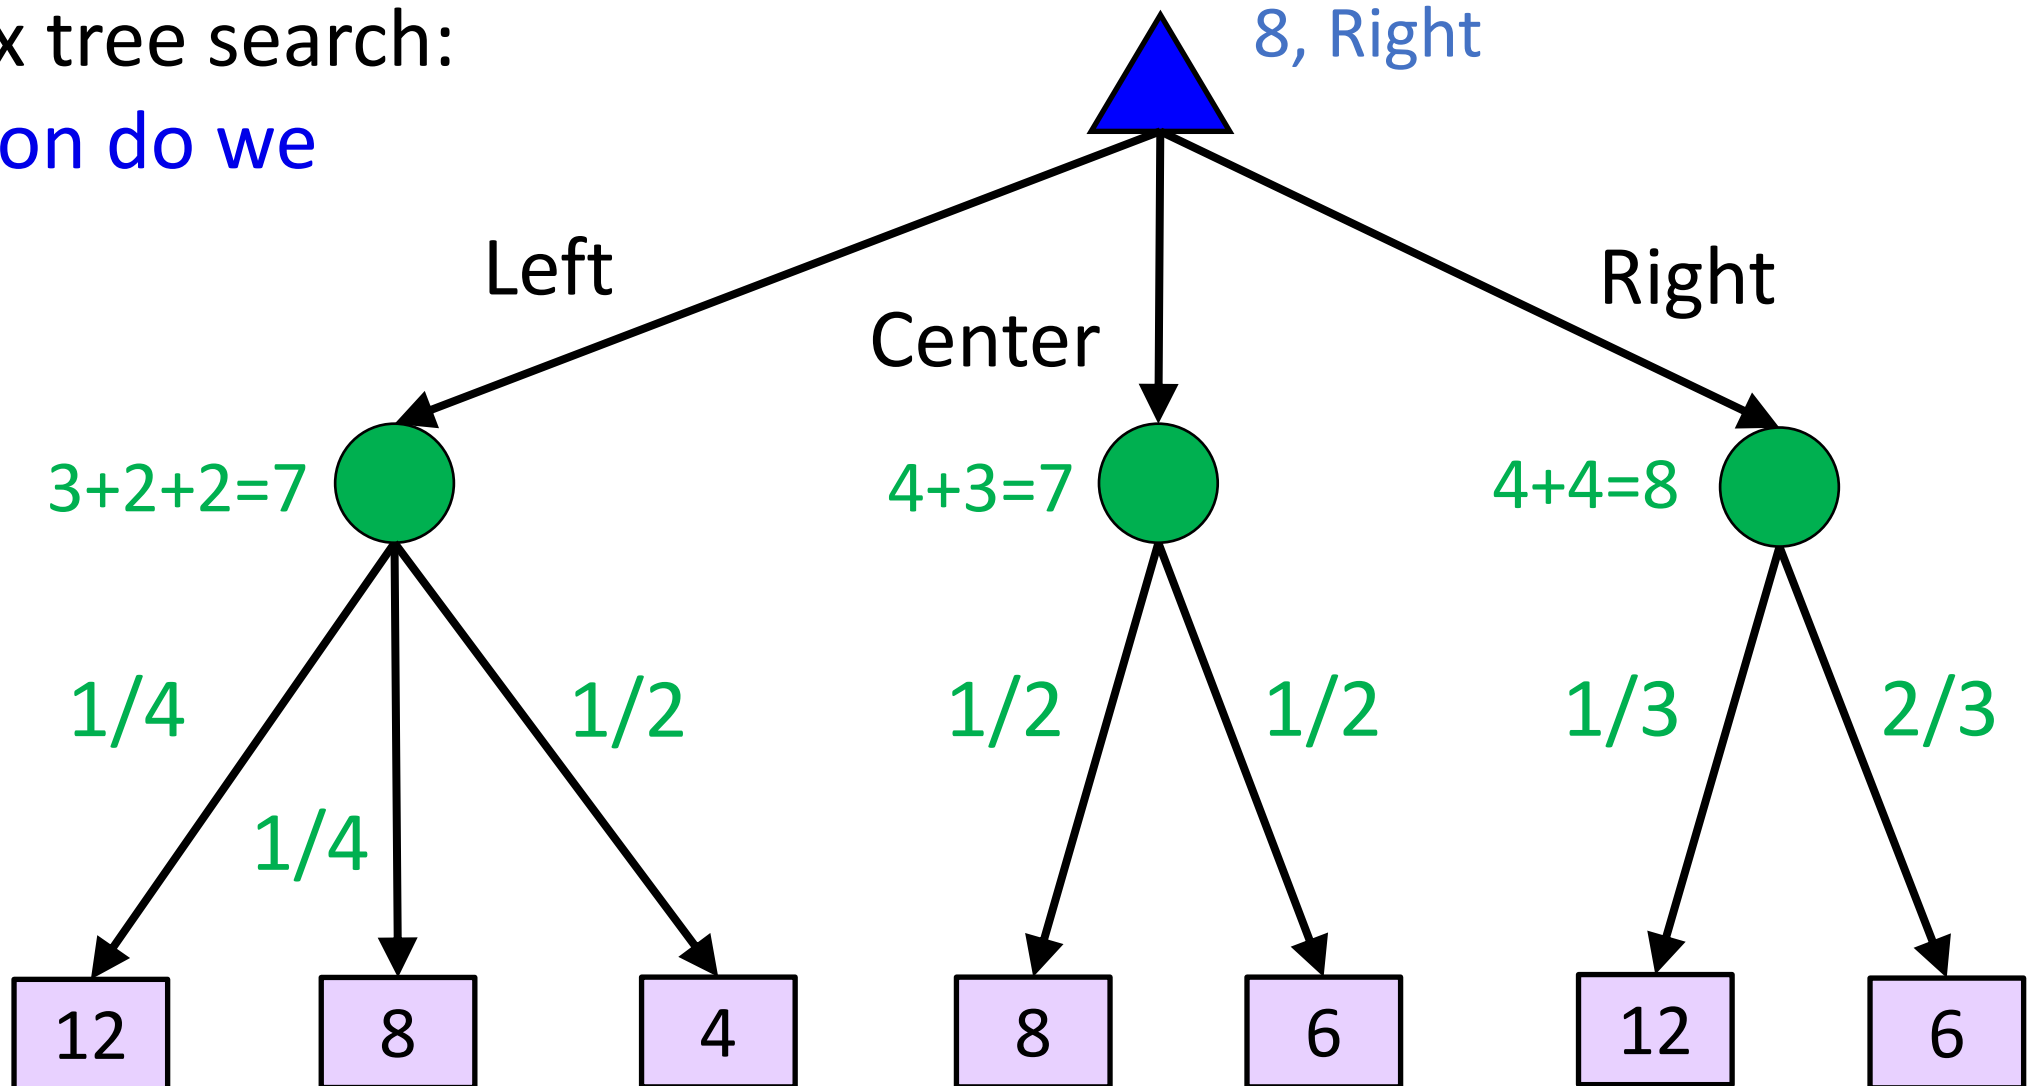 x tree search:
8, Right
on do we
Left
Right
Center
3+2+2=7
4+3=7
4+4=8
1/4
1/2
1/2
1/2
1/3
2/3
1/4
12
8
4
8
6
12
6